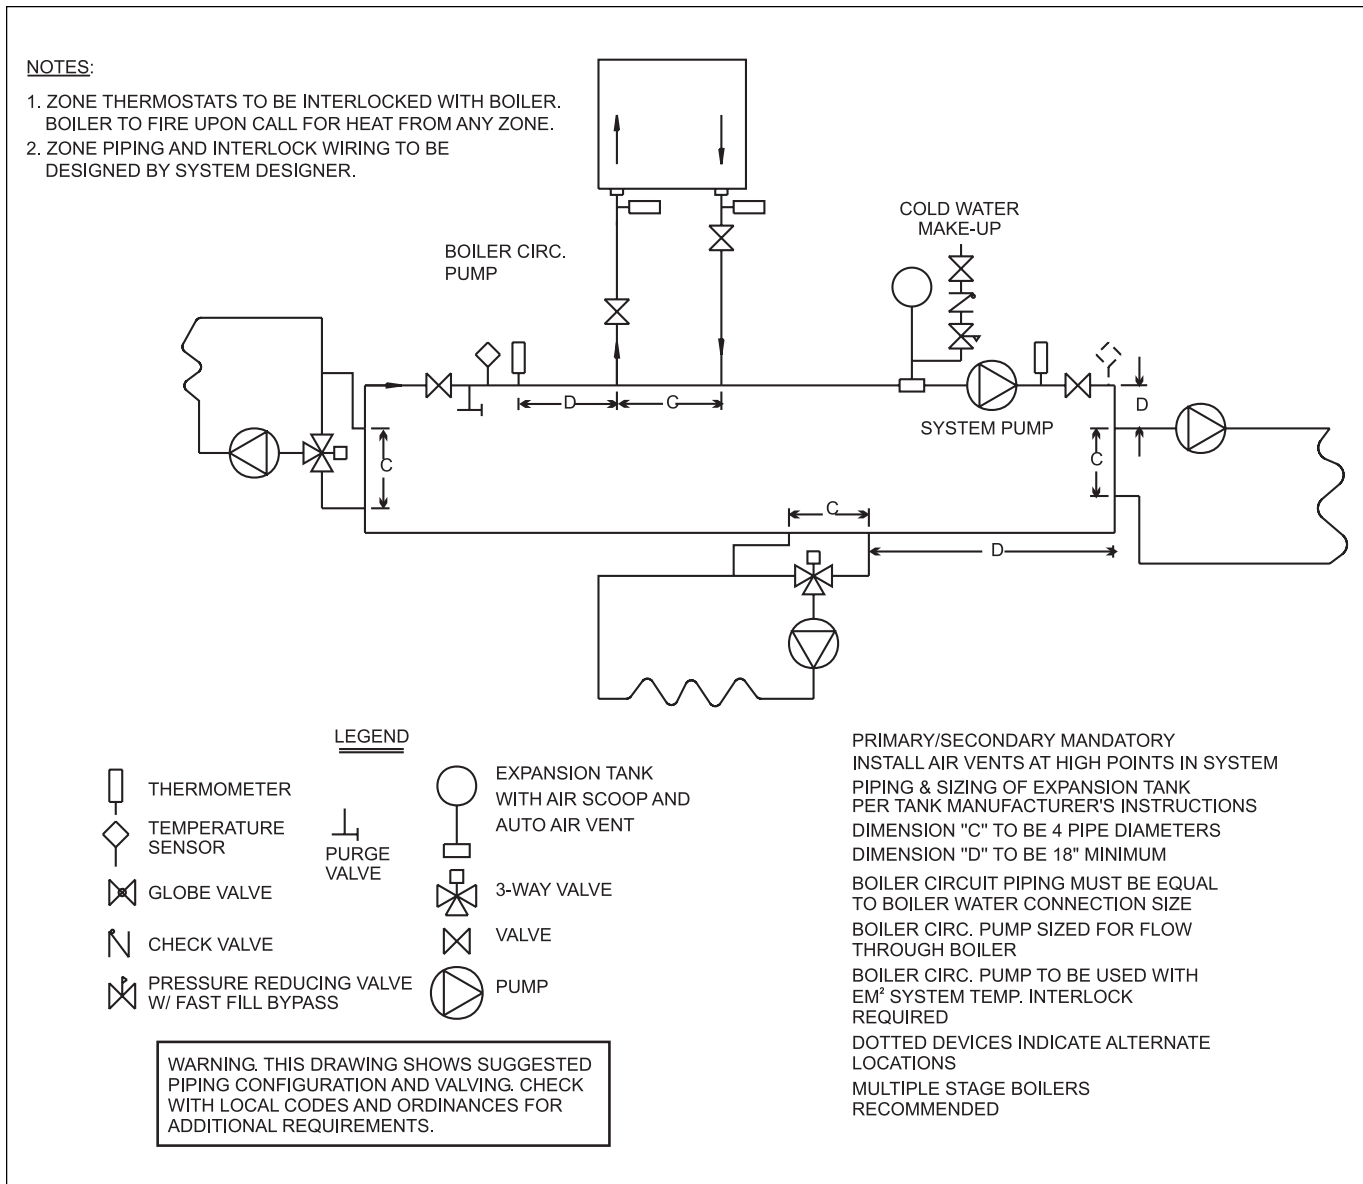 NOTES:
1. ZONE THERMOSTATS TO BE INTERLOCKED WITH BOILER.
BOILER TO FIRE UPON CALL FOR HEAT FROM ANY ZONE.
2. ZONE PIPING AND INTERLOCK WIRING TO BE
DESIGNED BY SYSTEM DESIGNER.
BOILER CIRC.
PUMP
COLD WATER
MAKE-UP
D
C
SYSTEM PUMP
D
C
C
C
D
LEGEND
THERMOMETER
TEMPERATURE
SENSOR
GLOBE VALVE
CHECK VALVE
PRESSURE REDUCING VALVE
W/ FAST FILL BYPASS
PURGE
VALVE
EXPANSION TANK
WITH AIR SCOOP AND
AUTO AIR VENT
3-WAY VALVE
VALVE
PUMP
PRIMARY/SECONDARY MANDATORY
INSTALL AIR VENTS AT HIGH POINTS IN SYSTEM
PIPING & SIZING OF EXPANSION TANK
PER TANK MANUFACTURER'S INSTRUCTIONS
DIMENSION "C" TO BE 4 PIPE DIAMETERS
DIMENSION "D" TO BE 18" MINIMUM
BOILER CIRCUIT PIPING MUST BE EQUAL
TO BOILER WATER CONNECTION SIZE
BOILER CIRC. PUMP SIZED FOR FLOW
THROUGH BOILER
BOILER CIRC. PUMP TO BE USED WITH
EM² SYSTEM TEMP. INTERLOCK
REQUIRED
DOTTED DEVICES INDICATE ALTERNATE
LOCATIONS
MULTIPLE STAGE BOILERS
RECOMMENDED
WARNING. THIS DRAWING SHOWS SUGGESTED
PIPING CONFIGURATION AND VALVING. CHECK
WITH LOCAL CODES AND ORDINANCES FOR
ADDITIONAL REQUIREMENTS.